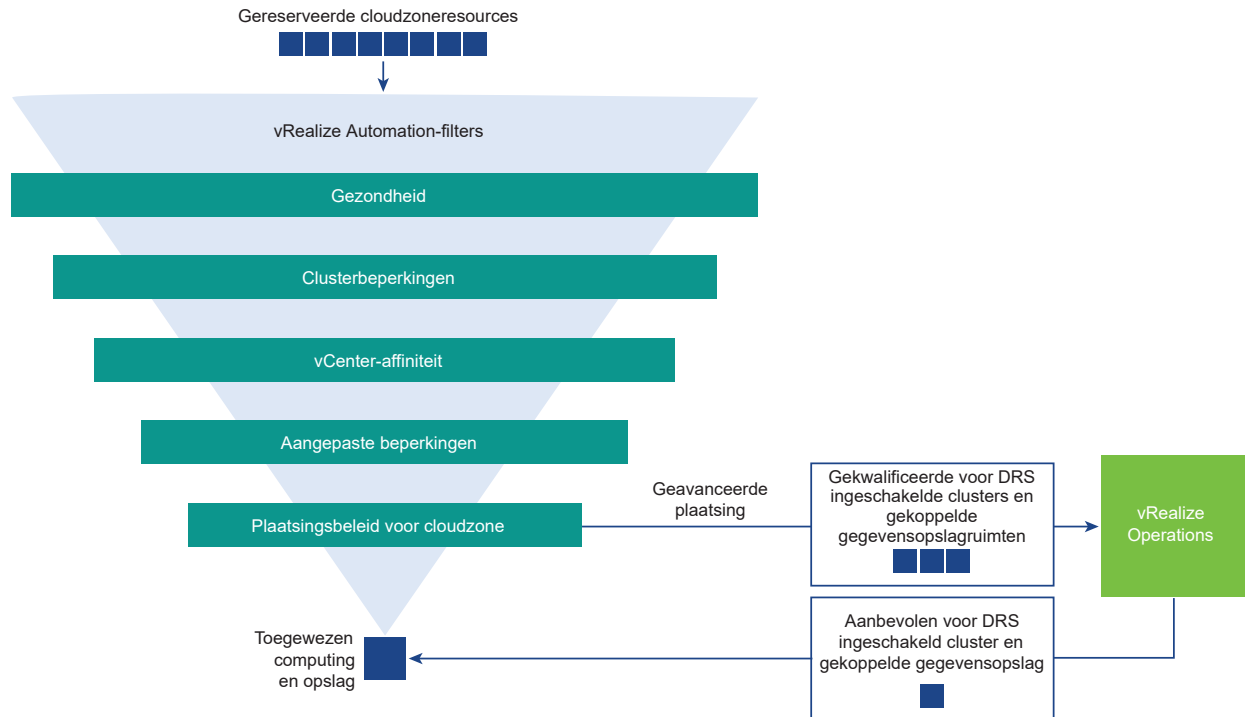 Gereserveerde cloudzoneresources
vRealize Automation-filters
Gezondheid
Clusterbeperkingen
vCenter-affiniteit
Aangepaste beperkingen
Plaatsingsbeleid voor cloudzone
Geavanceerde
plaatsing
Gekwalificeerde voor DRS
ingeschakelde clusters en
gekoppelde
gegevensopslagruimten
vRealize
Operations
Aanbevolen voor DRS
ingeschakeld cluster en
gekoppelde gegevensopslag
Toegewezen
computing
en opslag